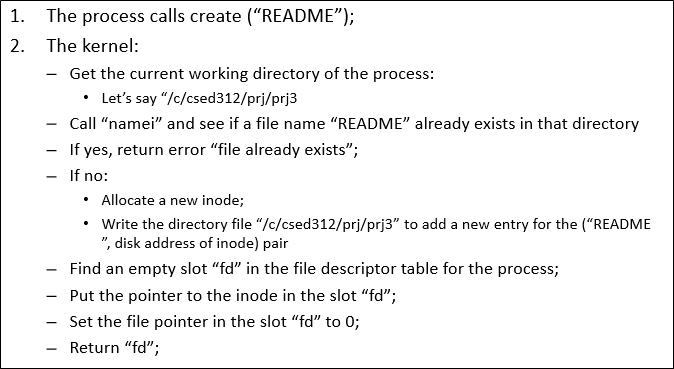 1. The process calls create (“README”);
2. The kernel:
– Get the current working directory of the process:
• Let’s say “/c/csed312/prj/prj3
– Call “namei” and see if a file name “README” already exists in that directory
– If yes, return error “file already exists”;
– If no:
• Allocate a new inode;
• Write the directory file “/c/csed312/prj/prj3” to add a new entry for the (“README
”, disk address of inode) pair
– Find an empty slot “fd” in the file descriptor table for the process;
– Put the pointer to the inode in the slot “fd”;
– Set the file pointer in the slot “fd” to 0;
– Return “fd”;